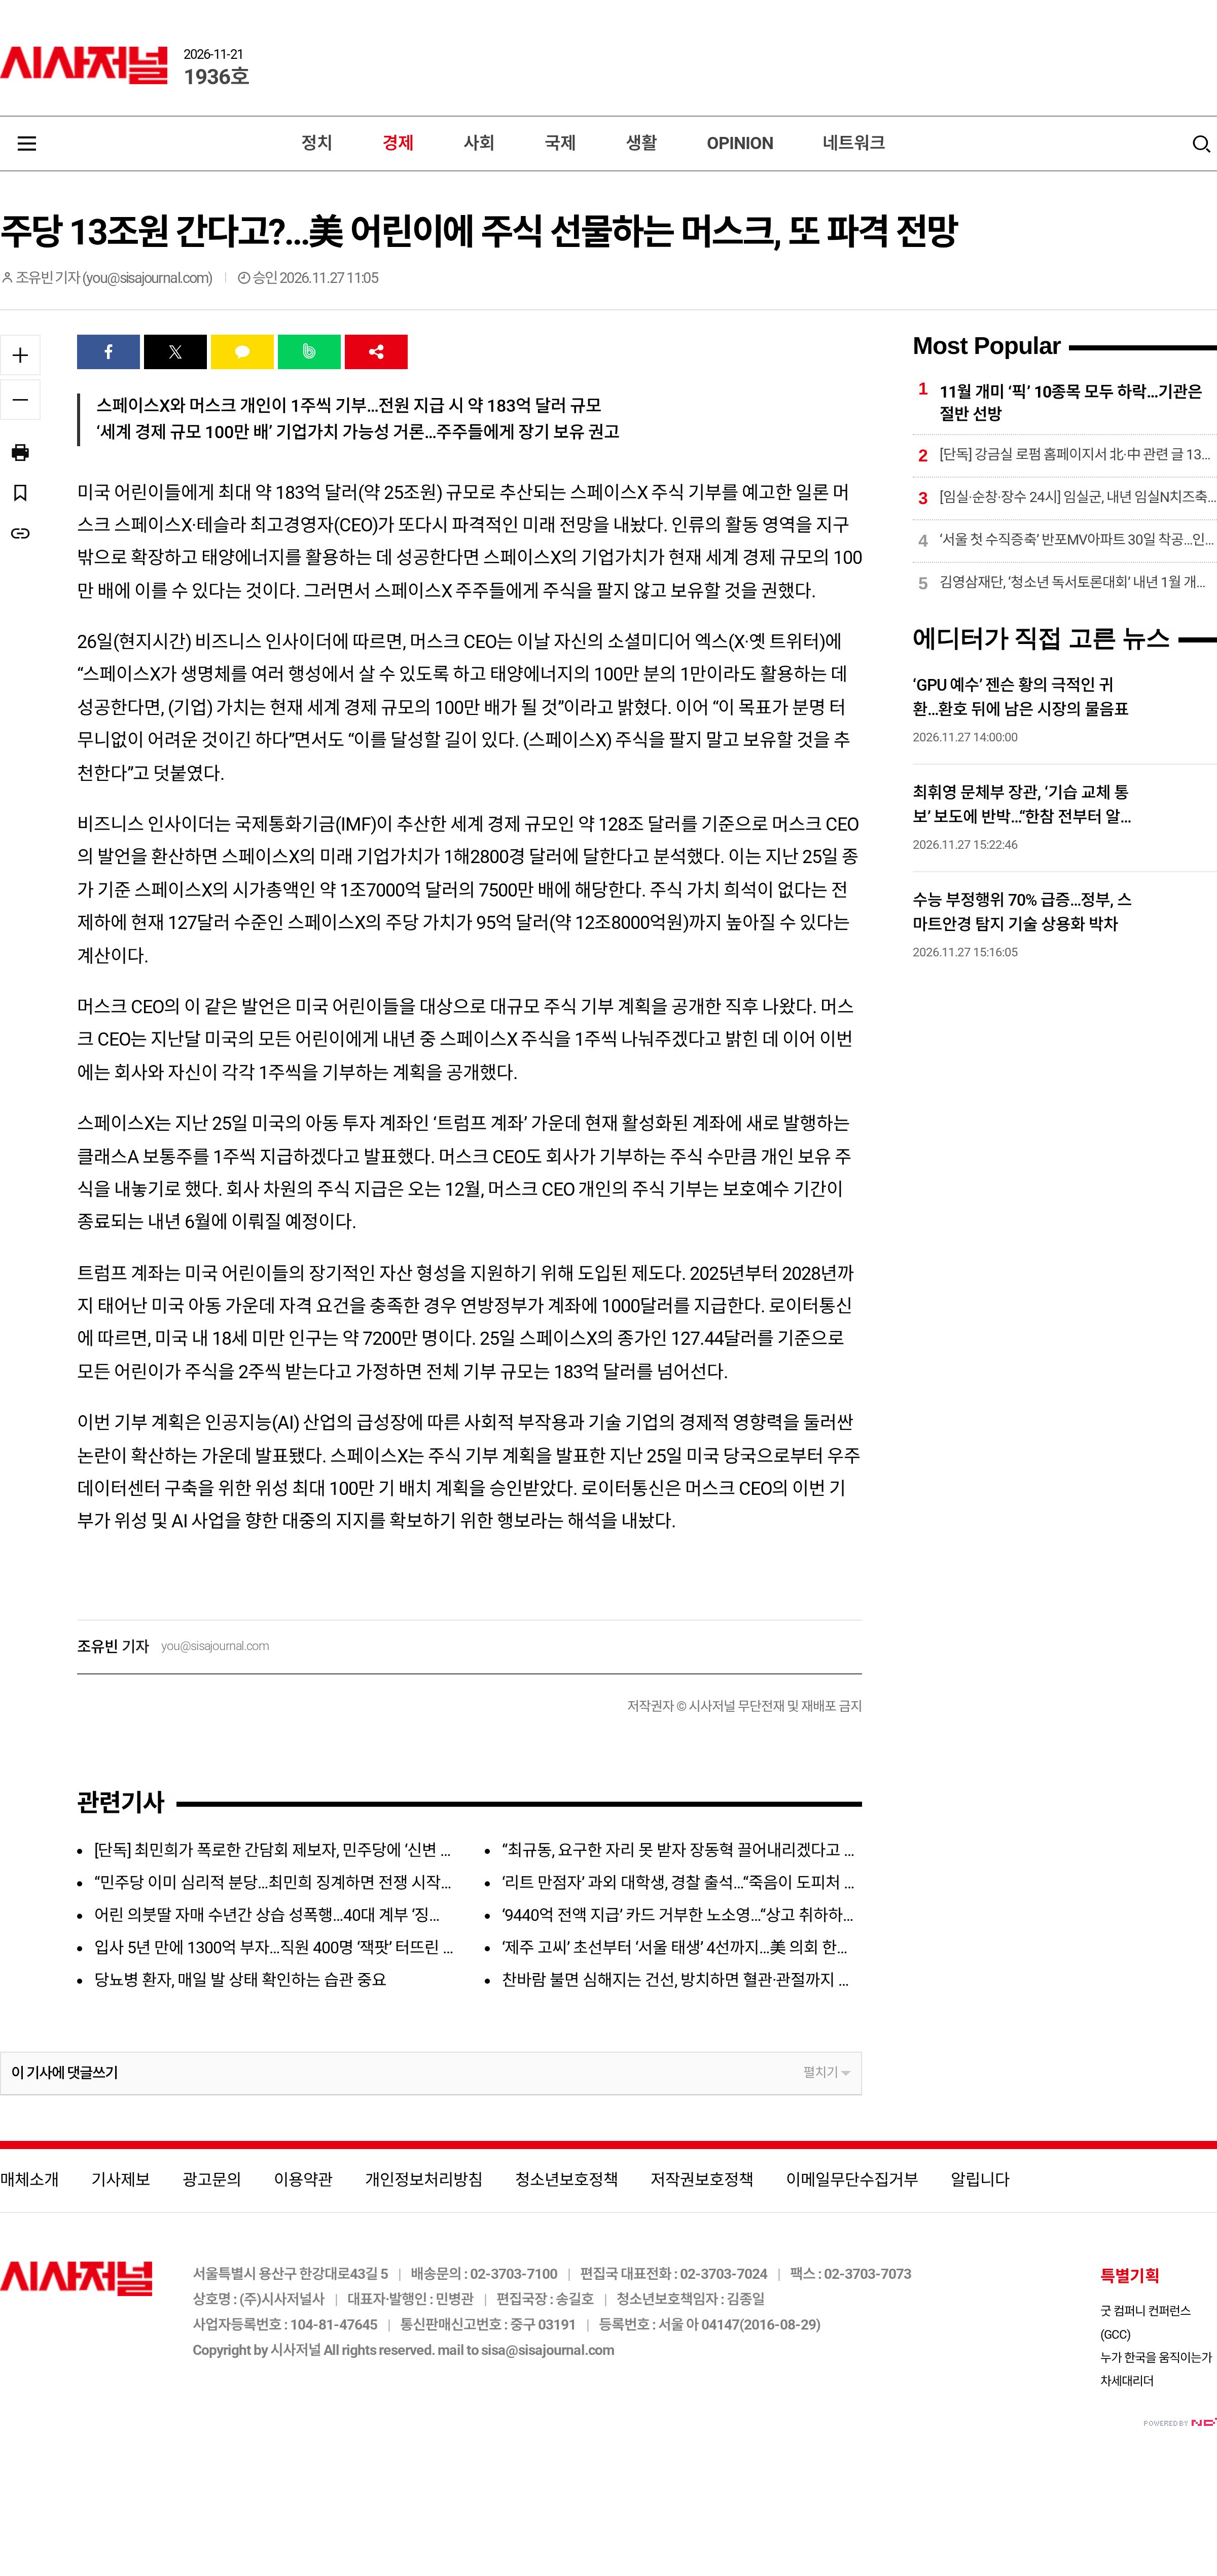 시사저널
2026-11-21
1936호
정치 경제 사회 국제 생활 OPINION 네트워크
주당 13조원 간다고?…美 어린이에 주식 선물하는 머스크, 또 파격 전망
조유빈 기자 (you@sisajournal.com) 승인 2026.11.27 11:05
스페이스X와 머스크 개인이 1주씩 기부…전원 지급 시 약 183억 달러 규모
‘세계 경제 규모 100만 배’ 기업가치 가능성 거론…주주들에게 장기 보유 권고
미국 어린이들에게 최대 약 183억 달러(약 25조원) 규모로 추산되는 스페이스X 주식 기부를 예고한 일론 머
스크 스페이스X·테슬라 최고경영자(CEO)가 또다시 파격적인 미래 전망을 내놨다. 인류의 활동 영역을 지구
밖으로 확장하고 태양에너지를 활용하는 데 성공한다면 스페이스X의 기업가치가 현재 세계 경제 규모의 100
만 배에 이를 수 있다는 것이다. 그러면서 스페이스X 주주들에게 주식을 팔지 않고 보유할 것을 권했다.
26일(현지시간) 비즈니스 인사이더에 따르면, 머스크 CEO는 이날 자신의 소셜미디어 엑스(X·옛 트위터)에
“스페이스X가 생명체를 여러 행성에서 살 수 있도록 하고 태양에너지의 100만 분의 1만이라도 활용하는 데
성공한다면, (기업) 가치는 현재 세계 경제 규모의 100만 배가 될 것”이라고 밝혔다. 이어 “이 목표가 분명 터
무니없이 어려운 것이긴 하다”면서도 “이를 달성할 길이 있다. (스페이스X) 주식을 팔지 말고 보유할 것을 추
천한다”고 덧붙였다.
비즈니스 인사이더는 국제통화기금(IMF)이 추산한 세계 경제 규모인 약 128조 달러를 기준으로 머스크 CEO
의 발언을 환산하면 스페이스X의 미래 기업가치가 1해2800경 달러에 달한다고 분석했다. 이는 지난 25일 종
가 기준 스페이스X의 시가총액인 약 1조7000억 달러의 7500만 배에 해당한다. 주식 가치 희석이 없다는 전
제하에 현재 127달러 수준인 스페이스X의 주당 가치가 95억 달러(약 12조8000억원)까지 높아질 수 있다는
계산이다.
머스크 CEO의 이 같은 발언은 미국 어린이들을 대상으로 대규모 주식 기부 계획을 공개한 직후 나왔다. 머스
크 CEO는 지난달 미국의 모든 어린이에게 내년 중 스페이스X 주식을 1주씩 나눠주겠다고 밝힌 데 이어 이번
에는 회사와 자신이 각각 1주씩을 기부하는 계획을 공개했다.
스페이스X는 지난 25일 미국의 아동 투자 계좌인 ‘트럼프 계좌’ 가운데 현재 활성화된 계좌에 새로 발행하는
클래스A 보통주를 1주씩 지급하겠다고 발표했다. 머스크 CEO도 회사가 기부하는 주식 수만큼 개인 보유 주
식을 내놓기로 했다. 회사 차원의 주식 지급은 오는 12월, 머스크 CEO 개인의 주식 기부는 보호예수 기간이
종료되는 내년 6월에 이뤄질 예정이다.
트럼프 계좌는 미국 어린이들의 장기적인 자산 형성을 지원하기 위해 도입된 제도다. 2025년부터 2028년까
지 태어난 미국 아동 가운데 자격 요건을 충족한 경우 연방정부가 계좌에 1000달러를 지급한다. 로이터통신
에 따르면, 미국 내 18세 미만 인구는 약 7200만 명이다. 25일 스페이스X의 종가인 127.44달러를 기준으로
모든 어린이가 주식을 2주씩 받는다고 가정하면 전체 기부 규모는 183억 달러를 넘어선다.
이번 기부 계획은 인공지능(AI) 산업의 급성장에 따른 사회적 부작용과 기술 기업의 경제적 영향력을 둘러싼
논란이 확산하는 가운데 발표됐다. 스페이스X는 주식 기부 계획을 발표한 지난 25일 미국 당국으로부터 우주
데이터센터 구축을 위한 위성 최대 100만 기 배치 계획을 승인받았다. 로이터통신은 머스크 CEO의 이번 기
부가 위성 및 AI 사업을 향한 대중의 지지를 확보하기 위한 행보라는 해석을 내놨다.
조유빈 기자 you@sisajournal.com
저작권자 © 시사저널 무단전재 및 재배포 금지
관련기사
[단독] 최민희가 폭로한 간담회 제보자, 민주당에 ‘신변 ...
“민주당 이미 심리적 분당…최민희 징계하면 전쟁 시작...
어린 의붓딸 자매 수년간 상습 성폭행…40대 계부 ‘징...
입사 5년 만에 1300억 부자…직원 400명 ‘잭팟’ 터뜨린 ...
당뇨병 환자, 매일 발 상태 확인하는 습관 중요
“최규동, 요구한 자리 못 받자 장동혁 끌어내리겠다고 ...
‘리트 만점자’ 과외 대학생, 경찰 출석…“죽음이 도피처 ...
‘9440억 전액 지급’ 카드 거부한 노소영…“상고 취하하...
‘제주 고씨’ 초선부터 ‘서울 태생’ 4선까지…美 의회 한...
찬바람 불면 심해지는 건선, 방치하면 혈관·관절까지 ...
이 기사에 댓글쓰기 펼치기
Most Popular
1 11월 개미 ‘픽’ 10종목 모두 하락…기관은
절반 선방
2 [단독] 강금실 로펌 홈페이지서 北·中 관련 글 13...
3 [임실·순창·장수 24시] 임실군, 내년 임실N치즈축...
4 ‘서울 첫 수직증축’ 반포MV아파트 30일 착공…인...
5 김영삼재단, ‘청소년 독서토론대회’ 내년 1월 개...
에디터가 직접 고른 뉴스
‘GPU 예수’ 젠슨 황의 극적인 귀
환…환호 뒤에 남은 시장의 물음표
2026.11.27 14:00:00
최휘영 문체부 장관, ‘기습 교체 통
보’ 보도에 반박…“한참 전부터 알...
2026.11.27 15:22:46
수능 부정행위 70% 급증…정부, 스
마트안경 탐지 기술 상용화 박차
2026.11.27 15:16:05
매체소개 기사제보 광고문의 이용약관 개인정보처리방침 청소년보호정책 저작권보호정책 이메일무단수집거부 알립니다
시사저널
서울특별시 용산구 한강대로43길 5 | 배송문의 : 02-3703-7100 | 편집국 대표전화 : 02-3703-7024 | 팩스 : 02-3703-7073
상호명 : (주)시사저널사 | 대표자·발행인 : 민병관 | 편집국장 : 송길호 | 청소년보호책임자 : 김종일
사업자등록번호 : 104-81-47645 | 통신판매신고번호 : 중구 03191 | 등록번호 : 서울 아 04147(2016-08-29)
Copyright by 시사저널 All rights reserved. mail to sisa@sisajournal.com
특별기획
굿 컴퍼니 컨퍼런스
(GCC)
누가 한국을 움직이는가
차세대리더
POWERED BY ND